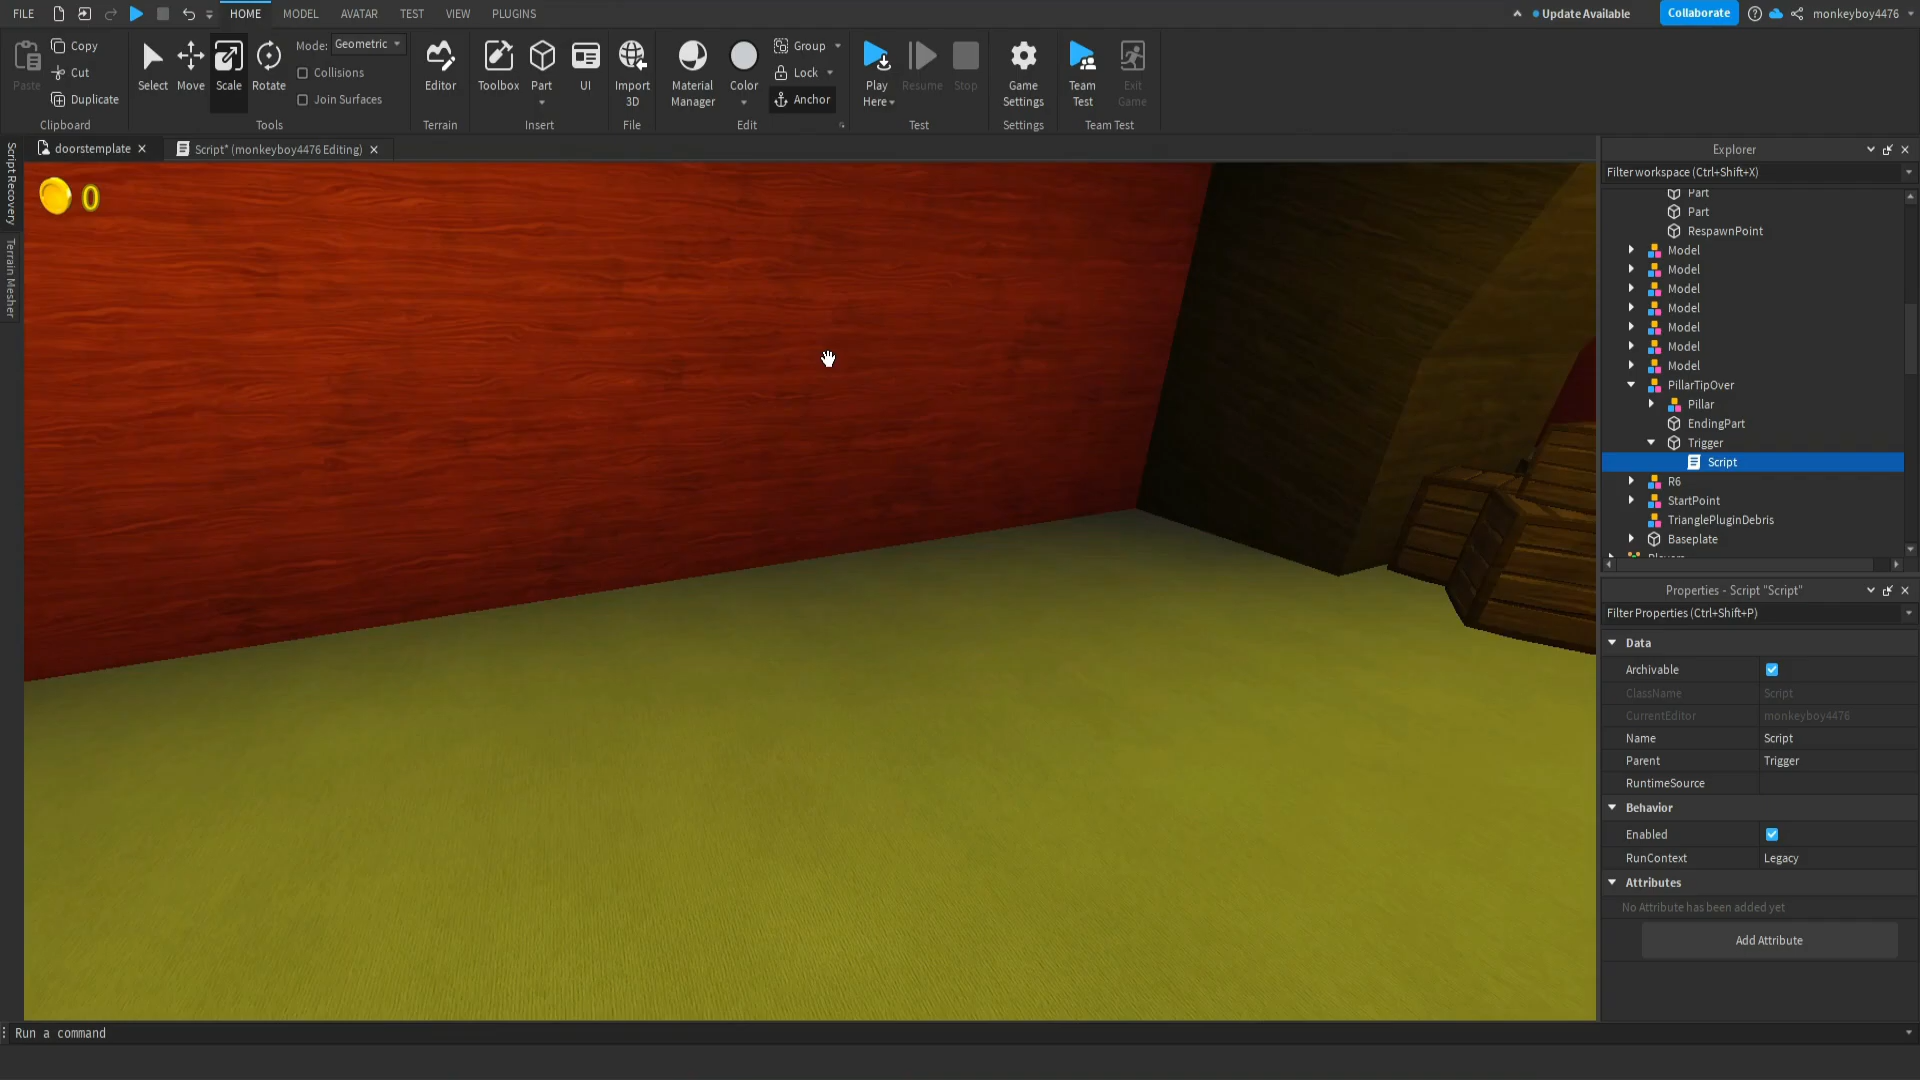 FILE HOME MODEL AVATAR TEST VIEW PLUGINS Update Available Collaborate monkeyboy4476
Paste Copy Cut Duplicate Clipboard
Select Move Scale Rotate Mode: Geometric Collisions Join Surfaces Tools
Editor Terrain
Toolbox Part UI Insert
Import 3D File
Material Manager Color Group Lock Anchor Edit
Play Here Resume Stop Test
Game Settings Settings
Team Test Exit Game Team Test
Script Recovery
Terrain Mesher
doorstemplate Script* (monkeyboy4476 Editing)
0
Explorer
Filter workspace (Ctrl+Shift+X)
Part
Part
RespawnPoint
Model
Model
Model
Model
Model
Model
Model
PillarTipOver
Pillar
EndingPart
Trigger
Script
R6
StartPoint
TrianglePluginDebris
Baseplate
Players
Properties - Script "Script"
Filter Properties (Ctrl+Shift+P)
Data
Archivable
ClassName Script
CurrentEditor monkeyboy4476
Name Script
Parent Trigger
RuntimeSource
Behavior
Enabled
RunContext Legacy
Attributes
No Attribute has been added yet
Add Attribute
Run a command